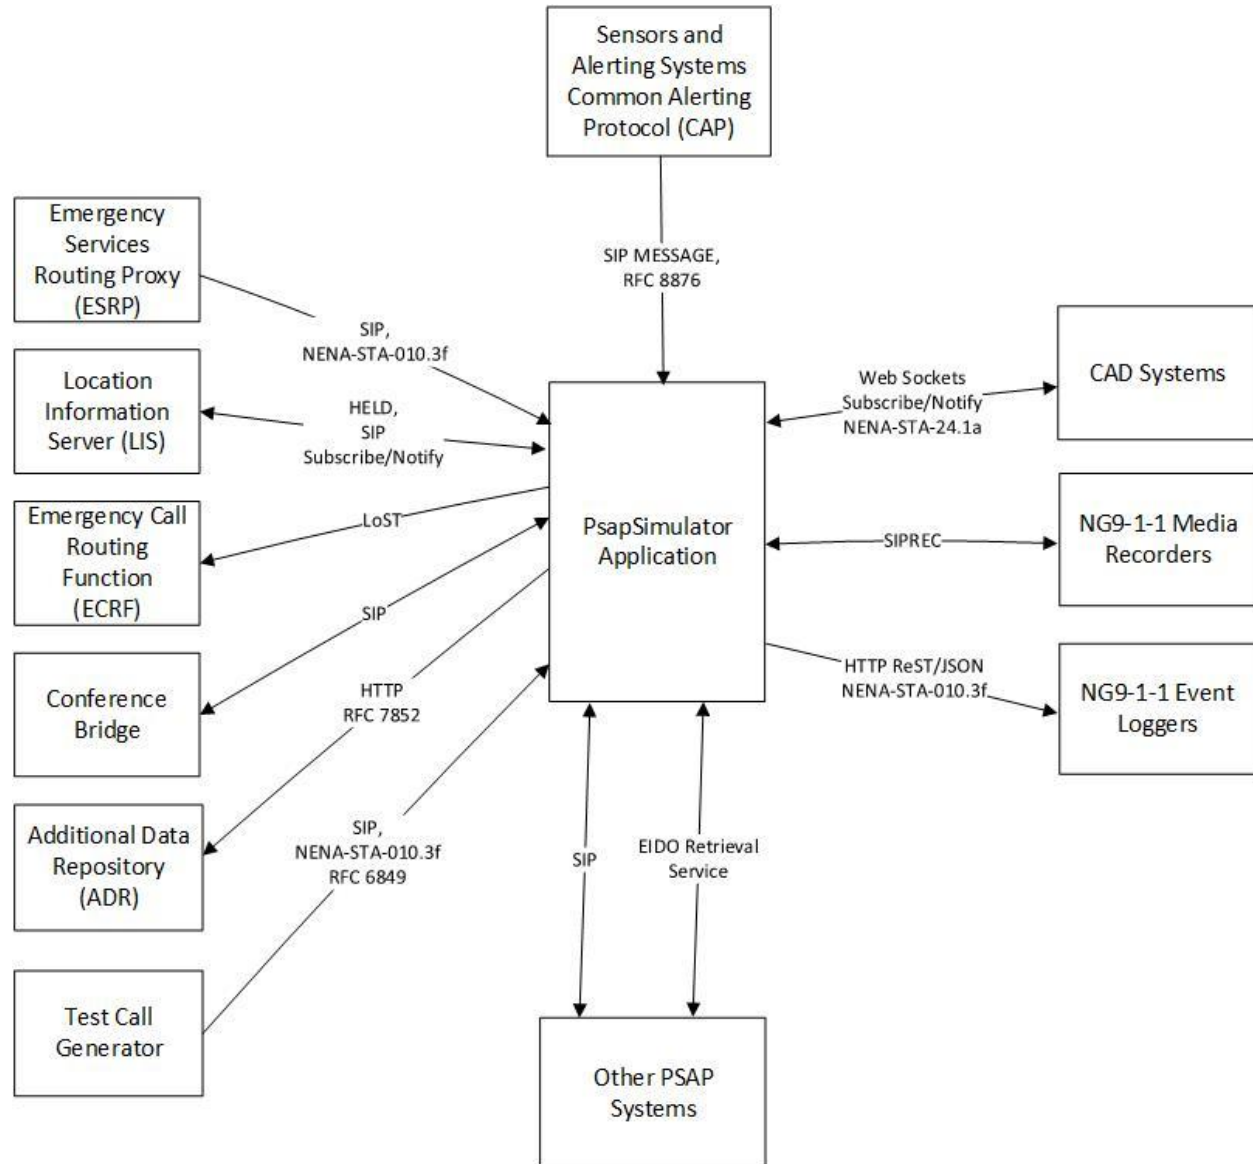 Sensors and
Alerting Systems
Common Alerting
Protocol (CAP)
SIP MESSAGE,
RFC 8876
Emergency
Services
Routing Proxy
(ESRP)
SIP,
NENA-STA-010.3f
Location
Information
Server (LIS)
HELD,
SIP
Subscribe/Notify
Emergency Call
Routing
Function
(ECRF)
LoST
Conference
Bridge
SIP
Additional Data
Repository
(ADR)
HTTP
RFC 7852
Test Call
Generator
SIP,
NENA-STA-010.3f
RFC 6849
PsapSimulator
Application
Web Sockets
Subscribe/Notify
NENA-STA-24.1a
CAD Systems
SIPREC
NG9-1-1 Media
Recorders
HTTP ReST/JSON
NENA-STA-010.3f
NG9-1-1 Event
Loggers
SIP
EIDO Retrieval
Service
Other PSAP
Systems